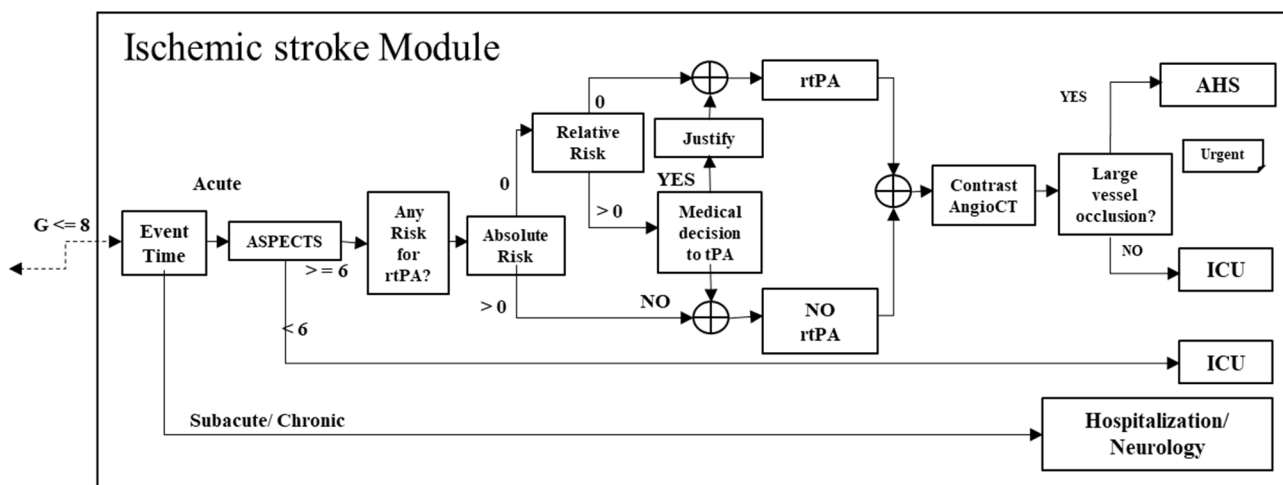 Ischemic stroke Module
G <= 8
Event
Time
Acute
ASPECTS
> = 6
< 6
Any
Risk
for
rtPA?
Absolute
Risk
0
> 0
Relative
Risk
0
> 0
Justify
YES
Medical
decision
to tPA
NO
rtPA
NO
rtPA
Contrast
AngioCT
Large
vessel
occlusion?
YES
AHS
Urgent
NO
ICU
ICU
Subacute/ Chronic
Hospitalization/
Neurology